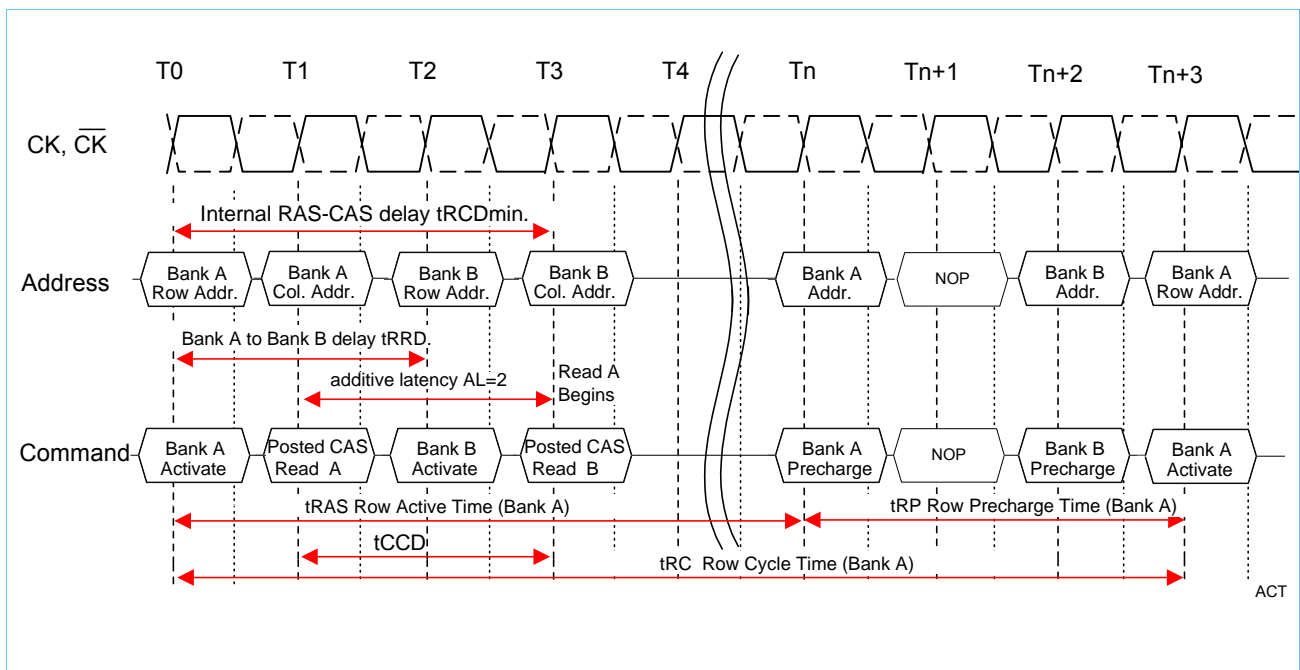 T0 T1 T2 T3 T4 Tn Tn+1 Tn+2 Tn+3
CK, C̅K̅
Internal RAS-CAS delay tRCDmin.
Address
Bank A
Row Addr.
Bank A
Col. Addr.
Bank B
Row Addr.
Bank B
Col. Addr.
Bank A
Addr.
NOP
Bank B
Addr.
Bank A
Row Addr.
Bank A to Bank B delay tRRD.
additive latency AL=2
Read A
Begins
Command
Bank A
Activate
Posted CAS
Read A
Bank B
Activate
Posted CAS
Read B
Bank A
Precharge
NOP
Bank B
Precharge
Bank A
Activate
tRAS Row Active Time (Bank A)
tRP Row Precharge Time (Bank A)
tCCD
tRC Row Cycle Time (Bank A)
ACT